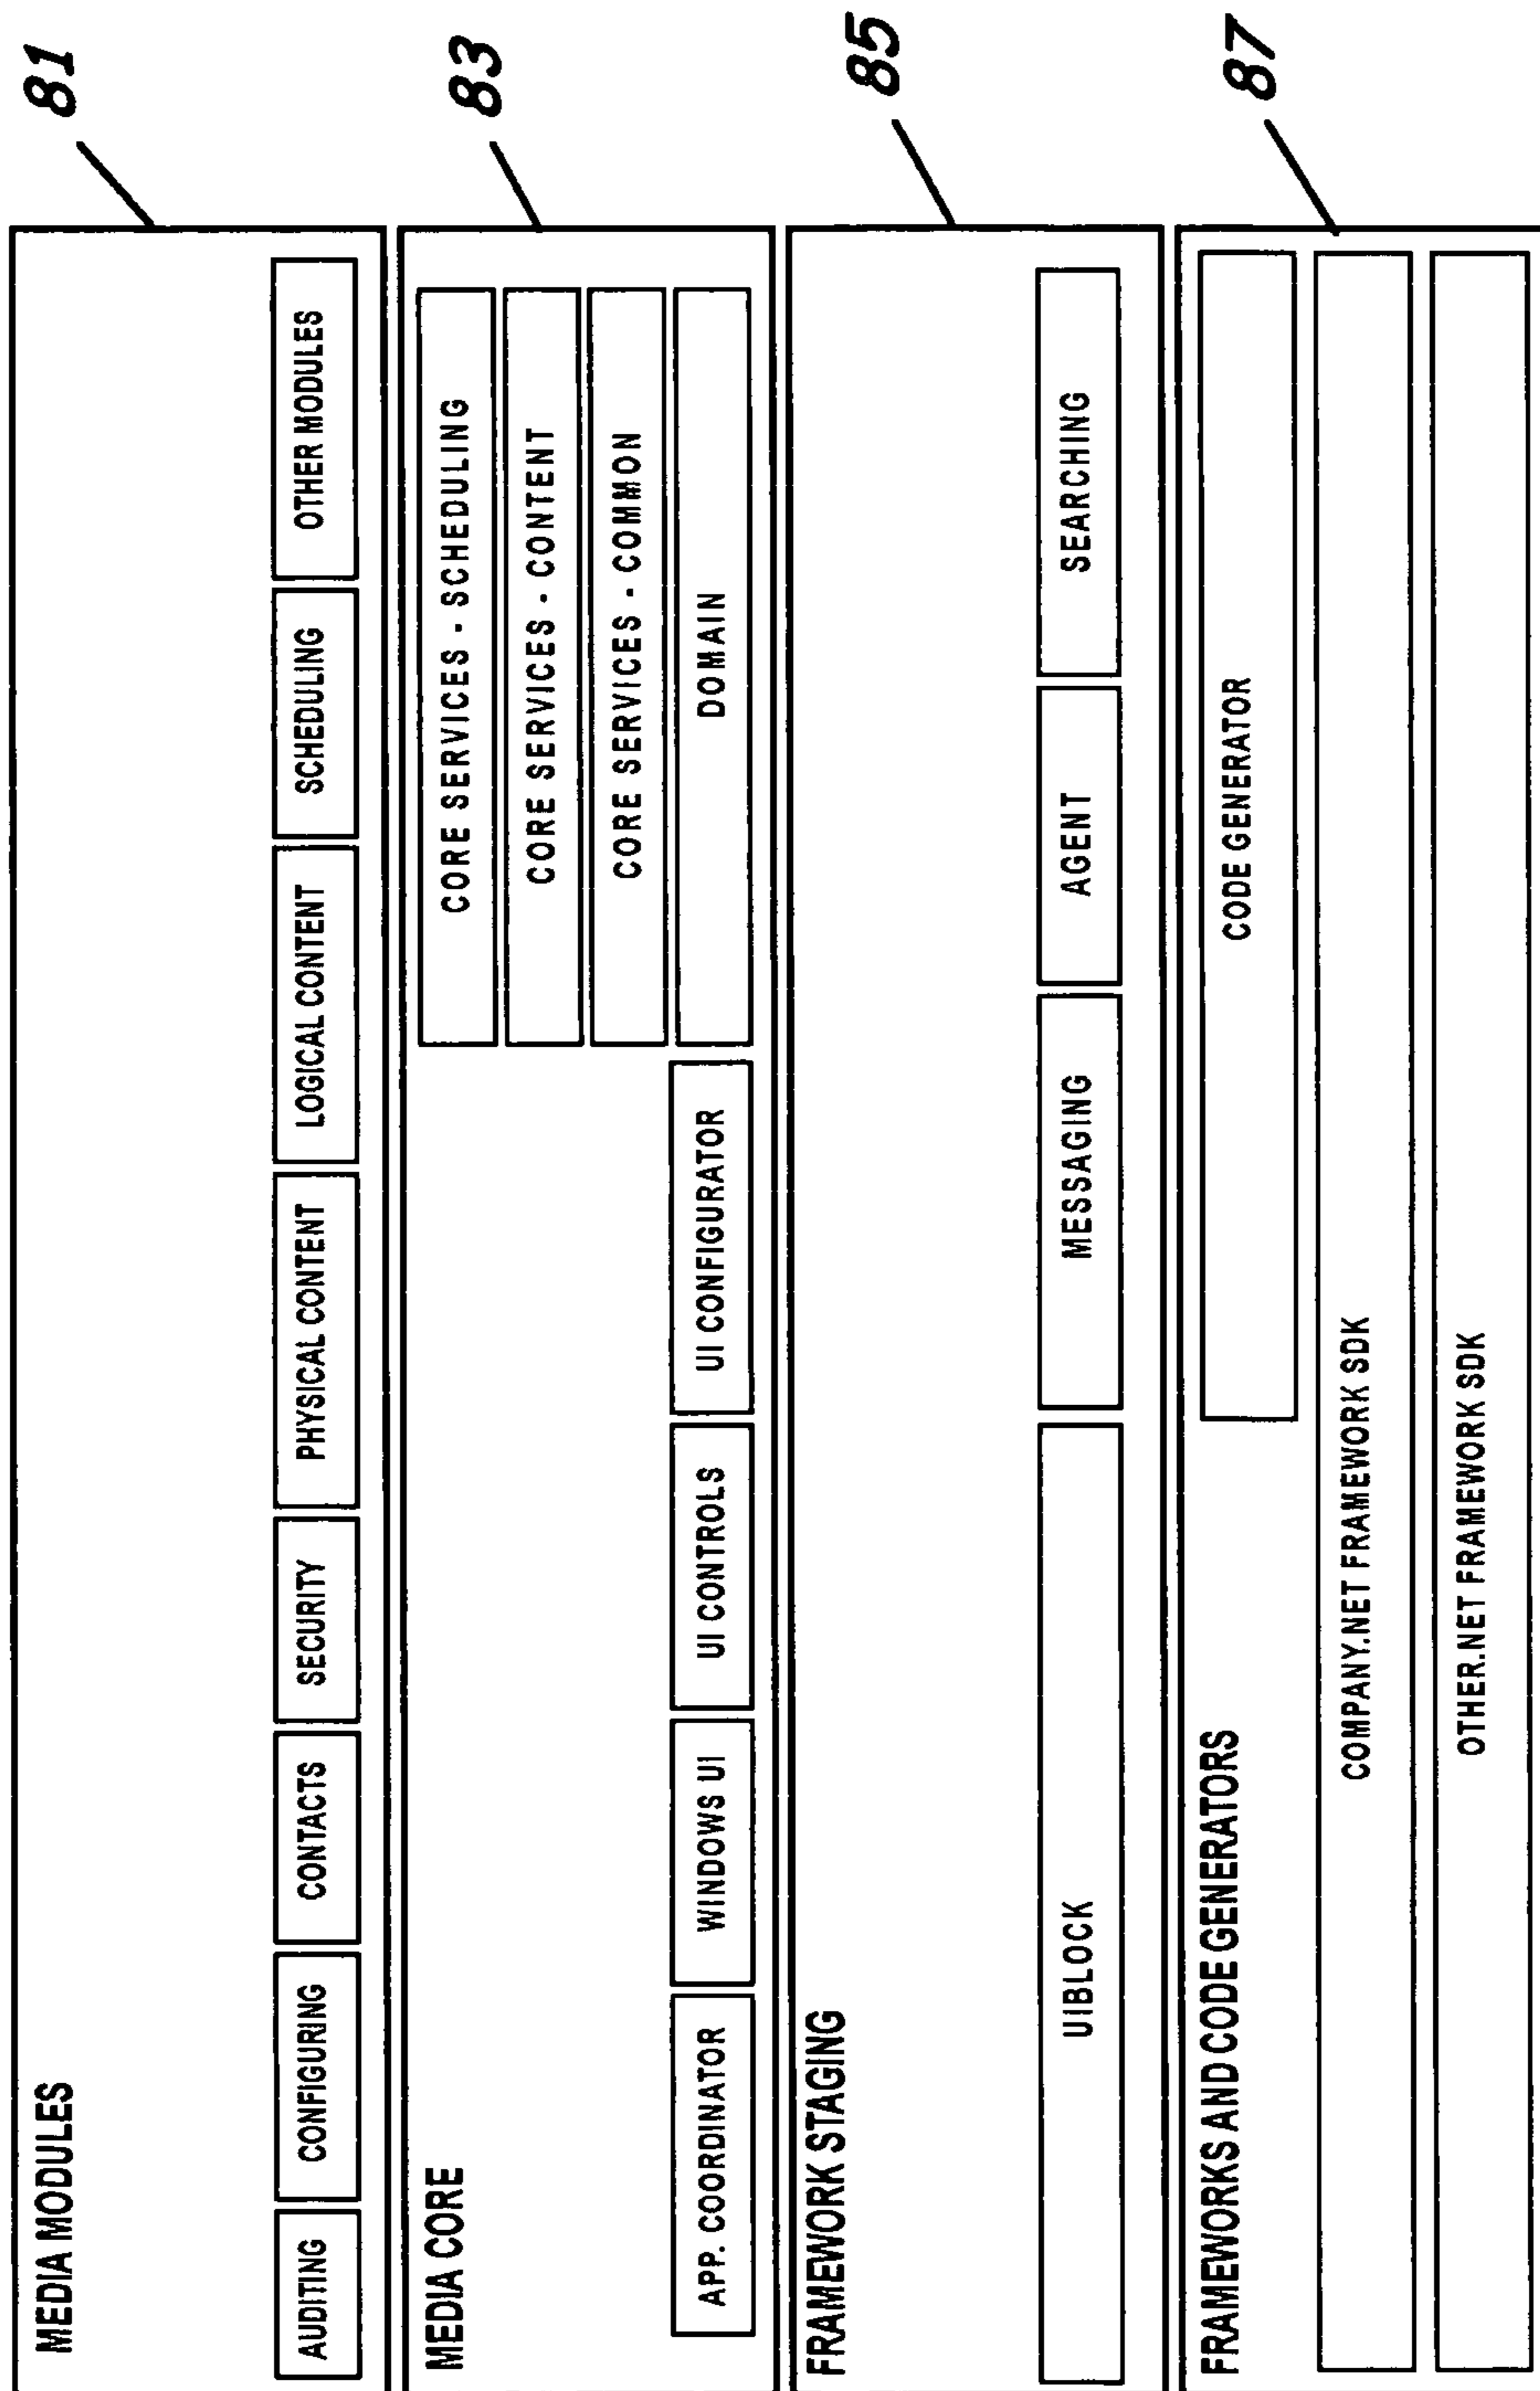 MEDIA MODULES
81
AUDITING
CONFIGURING
CONTACTS
SECURITY
PHYSICAL CONTENT
LOGICAL CONTENT
SCHEDULING
OTHER MODULES
MEDIA CORE
83
CORE SERVICES - SCHEDULING
CORE SERVICES - CONTENT
CORE SERVICES - COMMON
APP. COORDINATOR
WINDOWS UI
UI CONTROLS
UI CONFIGURATOR
DOMAIN
FRAMEWORK STAGING
85
UIBLOCK
MESSAGING
AGENT
SEARCHING
FRAMEWORKS AND CODE GENERATORS
CODE GENERATOR
87
COMPANY.NET FRAMEWORK SDK
OTHER.NET FRAMEWORK SDK